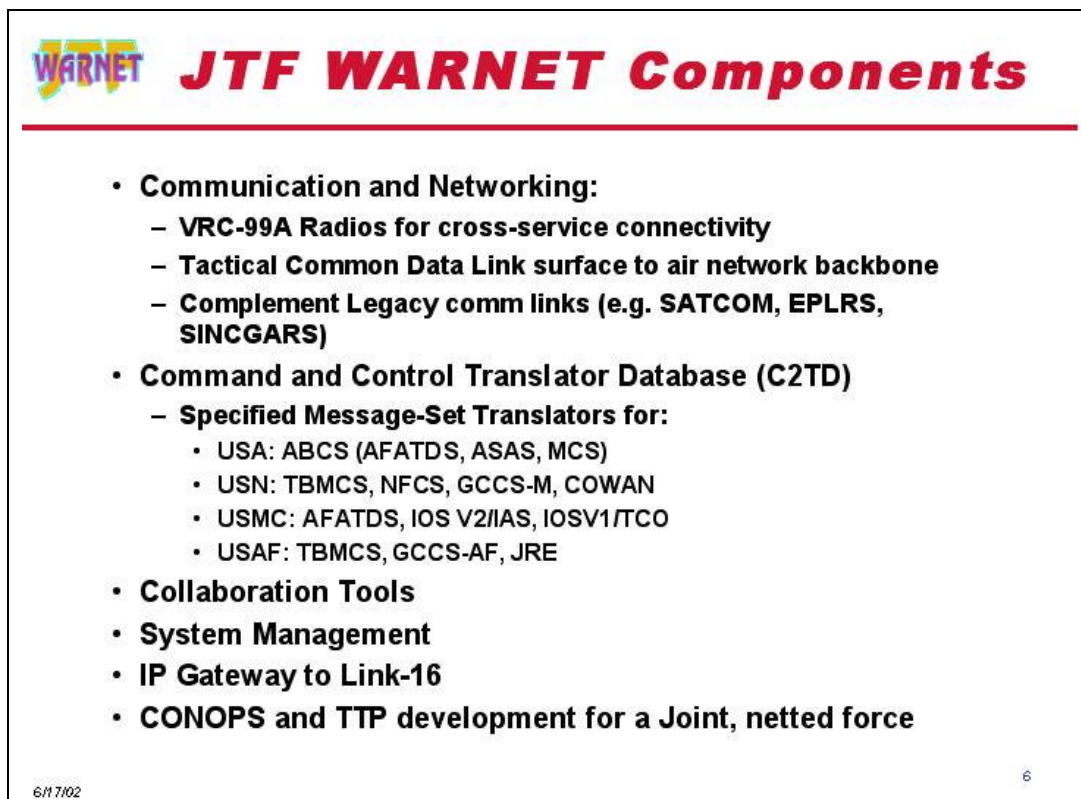 JTF
WARNET
JTF WARNET Components
• Communication and Networking:
– VRC-99A Radios for cross-service connectivity
– Tactical Common Data Link surface to air network backbone
– Complement Legacy comm links (e.g. SATCOM, EPLRS,
SINCGARS)
• Command and Control Translator Database (C2TD)
– Specified Message-Set Translators for:
• USA: ABCS (AFATDS, ASAS, MCS)
• USN: TBMCS, NFCS, GCCS-M, COWAN
• USMC: AFATDS, IOS V2/IAS, IOSV1/TCO
• USAF: TBMCS, GCCS-AF, JRE
• Collaboration Tools
• System Management
• IP Gateway to Link-16
• CONOPS and TTP development for a Joint, netted force
6/17/02
6